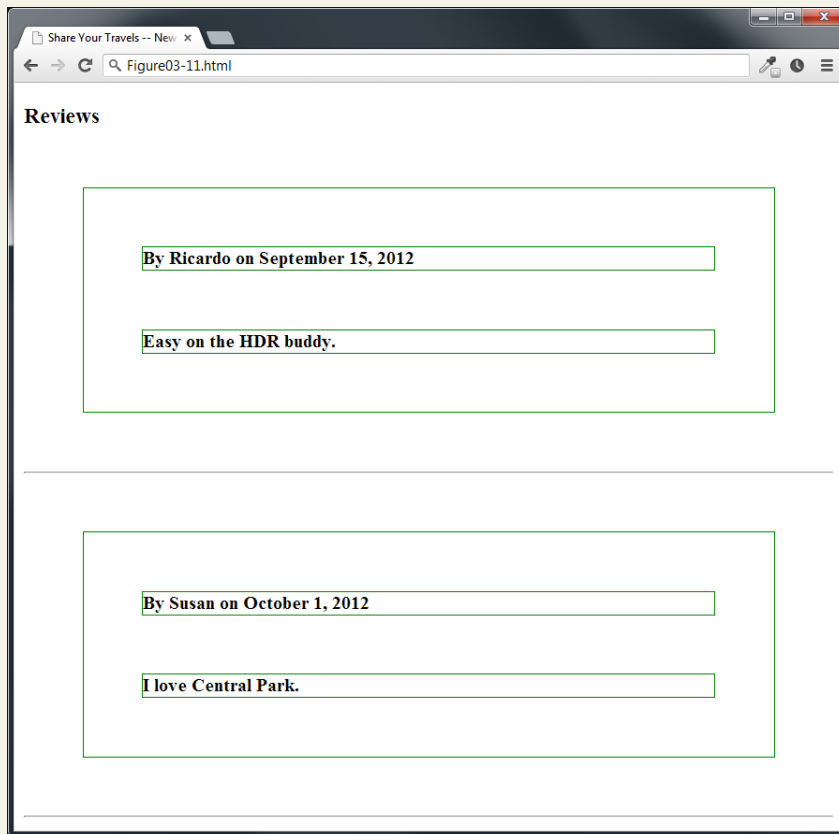 Share Your Travels -- New
Figure03-11.html
Reviews
By Ricardo on September 15, 2012
Easy on the HDR buddy.
By Susan on October 1, 2012
I love Central Park.